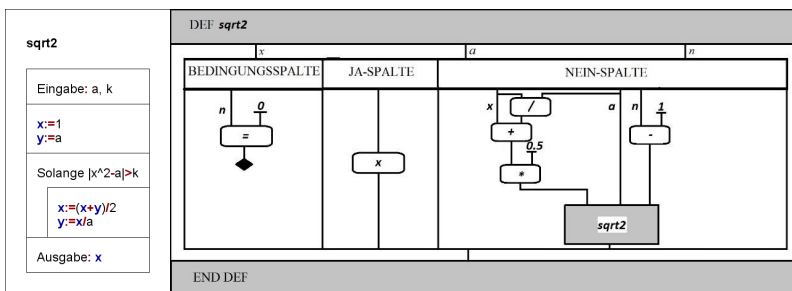 sqrt2
Eingabe: a, k
x:=1
y:=a
Solange |x^2-a|>k
x:=(x+y)/2
y:=x/a
Ausgabe: x
DEF sqrt2
x a n
BEDINGUNGSSPALTE JA-SPALTE NEIN-SPALTE
n 0
=
x
x / a n 1
+ -
0.5
*
sqrt2
END DEF